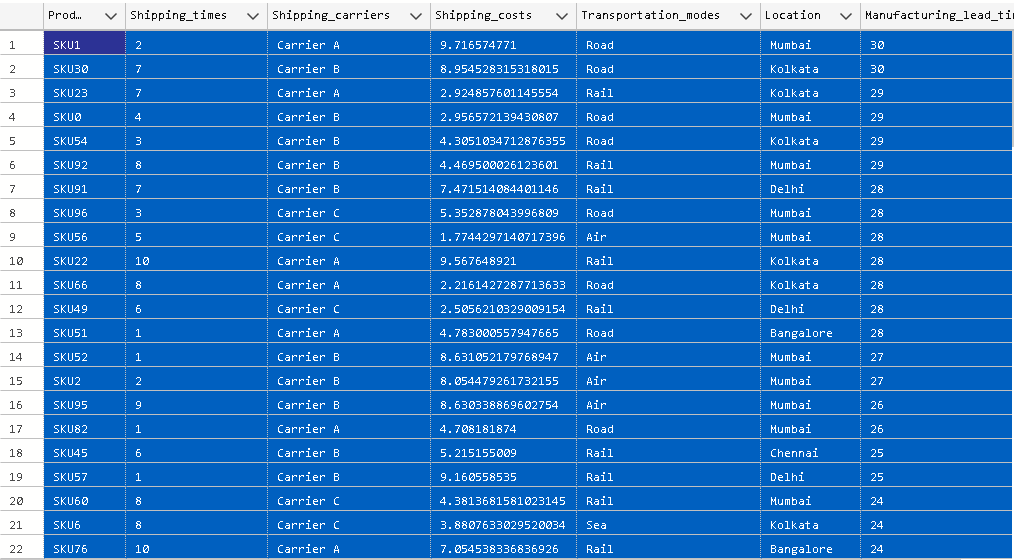 Prod… Shipping_times Shipping_carriers Shipping_costs Transportation_modes Location Manufacturing_lead_ti
1 SKU1 2 Carrier A 9.716574771 Road Mumbai 30
2 SKU30 7 Carrier B 8.954528315318015 Road Kolkata 30
3 SKU23 7 Carrier A 2.924857601145554 Rail Kolkata 29
4 SKU0 4 Carrier B 2.956572139430807 Road Mumbai 29
5 SKU54 3 Carrier B 4.3051034712876355 Road Kolkata 29
6 SKU92 8 Carrier B 4.469500026123601 Rail Mumbai 29
7 SKU91 7 Carrier B 7.471514084401146 Rail Delhi 28
8 SKU96 3 Carrier C 5.352878043996809 Road Mumbai 28
9 SKU56 5 Carrier C 1.7744297140717396 Air Mumbai 28
10 SKU22 10 Carrier A 9.567648921 Rail Kolkata 28
11 SKU66 8 Carrier A 2.2161427287713633 Road Kolkata 28
12 SKU49 6 Carrier C 2.5056210329009154 Rail Delhi 28
13 SKU51 1 Carrier A 4.783000557947665 Road Bangalore 28
14 SKU52 1 Carrier B 8.631052179768947 Air Mumbai 27
15 SKU2 2 Carrier B 8.054479261732155 Air Mumbai 27
16 SKU95 9 Carrier B 8.630338869602754 Air Mumbai 26
17 SKU82 1 Carrier A 4.708181874 Road Mumbai 26
18 SKU45 6 Carrier B 5.215155009 Rail Chennai 25
19 SKU57 1 Carrier B 9.160558535 Rail Delhi 25
20 SKU60 8 Carrier C 4.3813681581023145 Rail Mumbai 24
21 SKU6 8 Carrier C 3.8807633029520034 Sea Kolkata 24
22 SKU76 10 Carrier A 7.054538336836926 Rail Bangalore 24